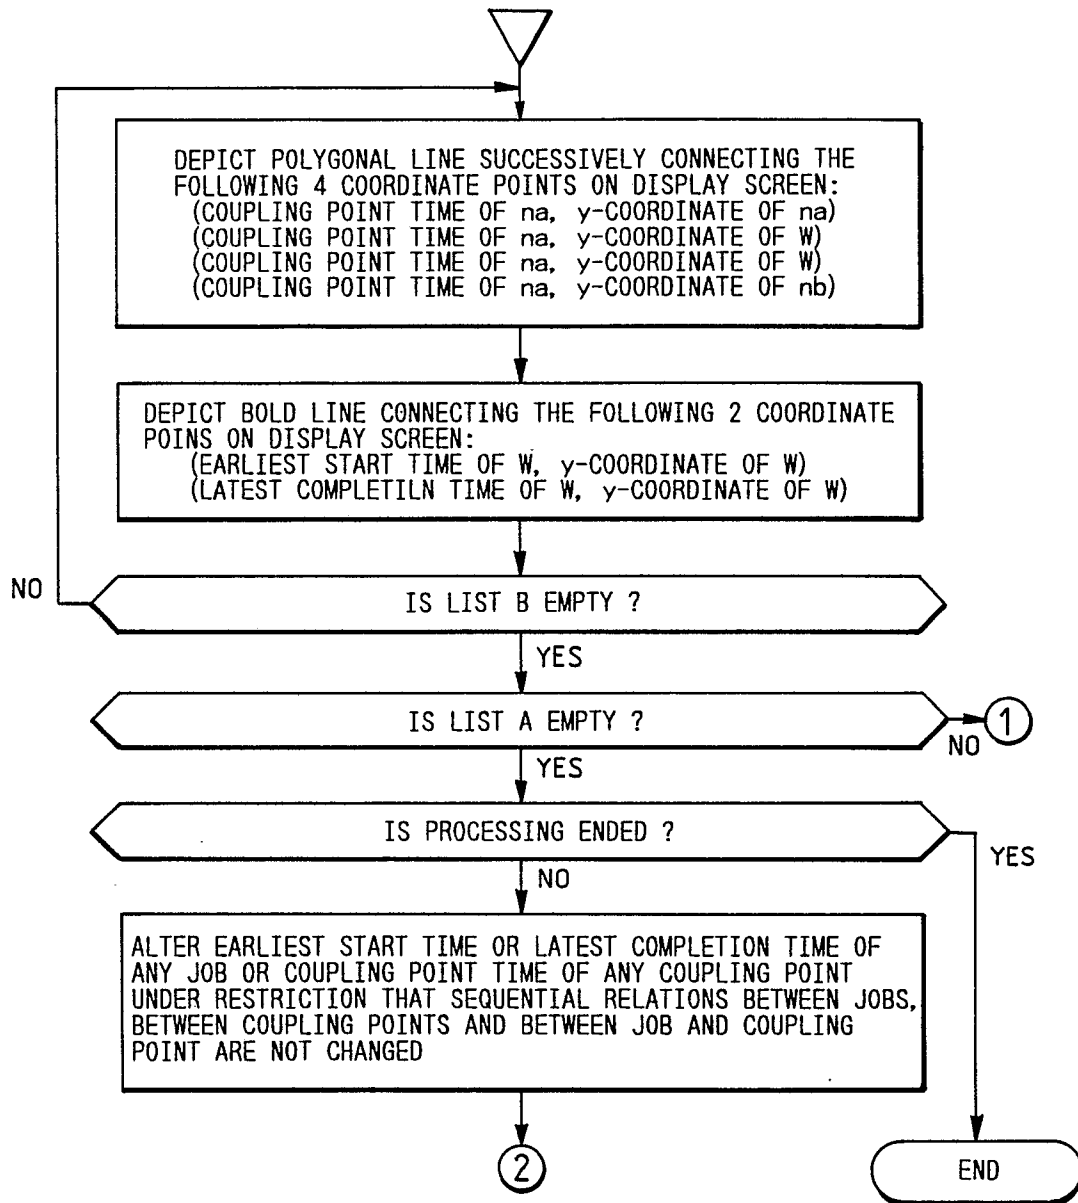 DEPICT POLYGONAL LINE SUCCESSIVELY CONNECTING THE
FOLLOWING 4 COORDINATE POINTS ON DISPLAY SCREEN:
(COUPLING POINT TIME OF na, y-COORDINATE OF na)
(COUPLING POINT TIME OF na, y-COORDINATE OF W)
(COUPLING POINT TIME OF na, y-COORDINATE OF W)
(COUPLING POINT TIME OF na, y-COORDINATE OF nb)
DEPICT BOLD LINE CONNECTING THE FOLLOWING 2 COORDINATE
POINS ON DISPLAY SCREEN:
(EARLIEST START TIME OF W, y-COORDINATE OF W)
(LATEST COMPLETILN TIME OF W, y-COORDINATE OF W)
NO
IS LIST B EMPTY ?
YES
IS LIST A EMPTY ?
1
NO
YES
IS PROCESSING ENDED ?
YES
NO
ALTER EARLIEST START TIME OR LATEST COMPLETION TIME OF
ANY JOB OR COUPLING POINT TIME OF ANY COUPLING POINT
UNDER RESTRICTION THAT SEQUENTIAL RELATIONS BETWEEN JOBS,
BETWEEN COUPLING POINTS AND BETWEEN JOB AND COUPLING
POINT ARE NOT CHANGED
2
END